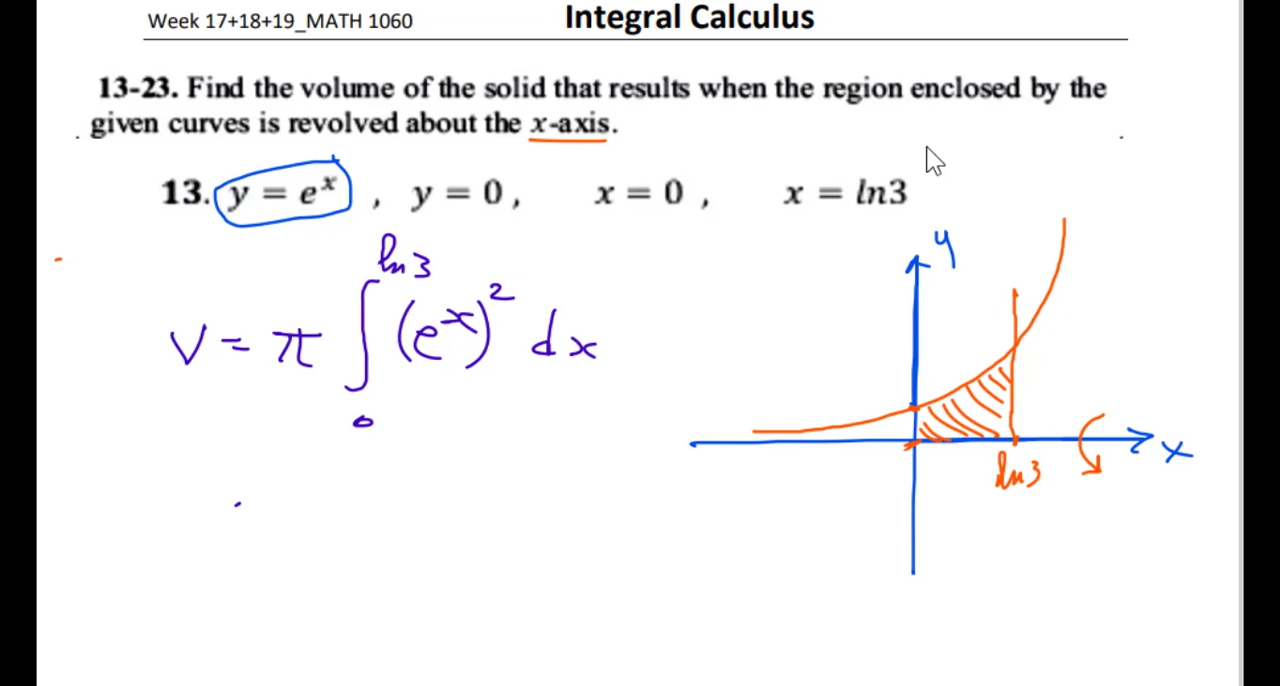 Week 17+18+19_MATH 1060 Integral Calculus
13-23. Find the volume of the solid that results when the region enclosed by the
given curves is revolved about the x-axis.
13. y = eˣ , y = 0 , x = 0 , x = ln3
V = π ∫₀^ln3 (eˣ)² dx
y
x
ln3